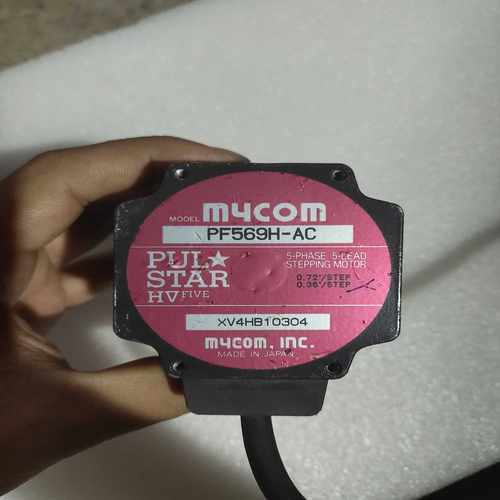 mycom
MODEL PF569H-AC
PUL★ STAR HV FIVE
5-PHASE 5-LEAD
STEPPING MOTOR
0.72°/STEP
0.36°/STEP
XV4HB10304
mycom, INC.
MADE IN JAPAN